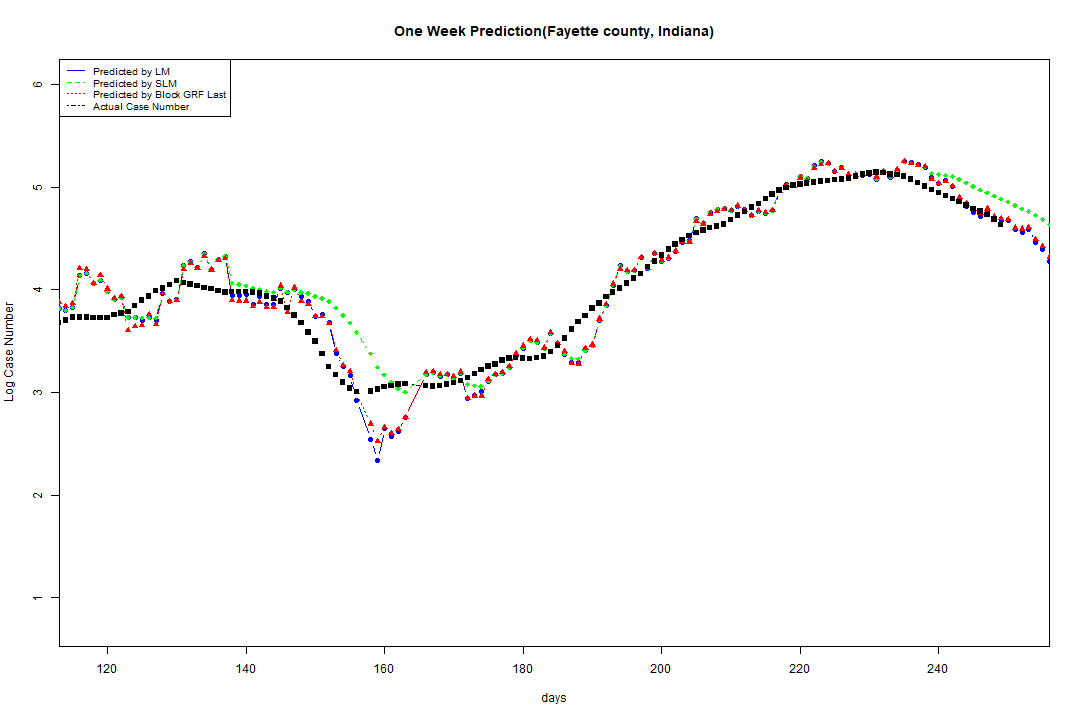 One Week Prediction(Fayette county, Indiana)
Predicted by LM
Predicted by SLM
Predicted by Block GRF Last
Actual Case Number
6
5
4
3
2
1
Log Case Number
120 140 160 180 200 220 240
days